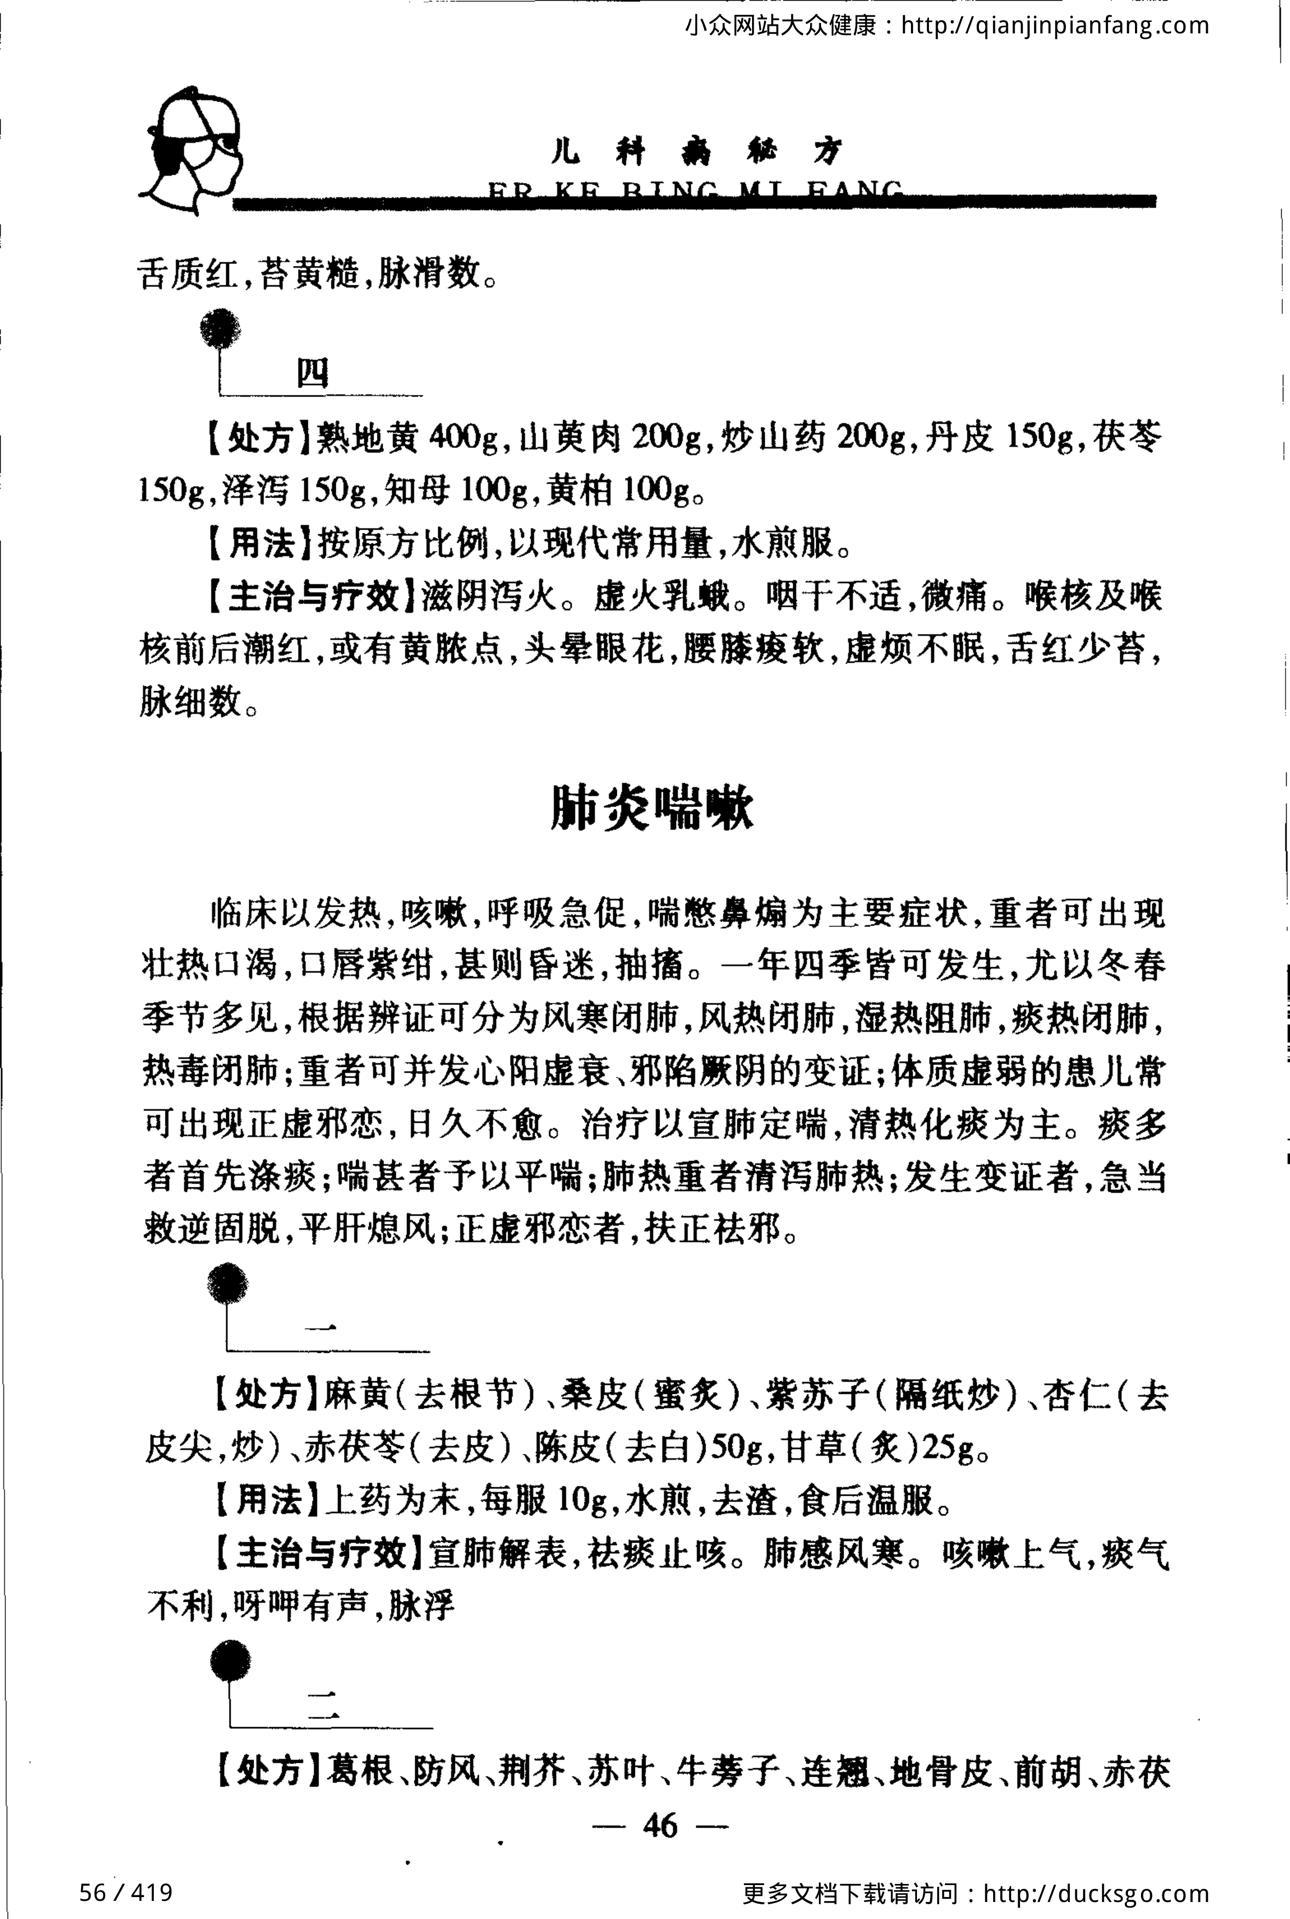 小众网站大众健康：http://qianjinpianfang.com
儿科病秘方
ER KE BING MI FANG
舌质红,苔黄糙,脉滑数。
四
【处方】熟地黄 400g,山萸肉 200g,炒山药 200g,丹皮 150g,茯苓
150g,泽泻 150g,知母 100g,黄柏 100g。
【用法】按原方比例,以现代常用量,水煎服。
【主治与疗效】滋阴泻火。虚火乳蛾。咽干不适,微痛。喉核及喉
核前后潮红,或有黄脓点,头晕眼花,腰膝痠软,虚烦不眠,舌红少苔,
脉细数。
肺炎喘嗽
临床以发热,咳嗽,呼吸急促,喘憋鼻煽为主要症状,重者可出现
壮热口渴,口唇紫绀,甚则昏迷,抽搐。一年四季皆可发生,尤以冬春
季节多见,根据辨证可分为风寒闭肺,风热闭肺,湿热阻肺,痰热闭肺,
热毒闭肺;重者可并发心阳虚衰、邪陷厥阴的变证;体质虚弱的患儿常
可出现正虚邪恋,日久不愈。治疗以宣肺定喘,清热化痰为主。痰多
者首先涤痰;喘甚者予以平喘;肺热重者清泻肺热;发生变证者,急当
救逆固脱,平肝熄风;正虚邪恋者,扶正祛邪。
一
【处方】麻黄(去根节)、桑皮(蜜炙)、紫苏子(隔纸炒)、杏仁(去
皮尖,炒)、赤茯苓(去皮)、陈皮(去白)50g,甘草(炙)25g。
【用法】上药为末,每服 10g,水煎,去渣,食后温服。
【主治与疗效】宣肺解表,祛痰止咳。肺感风寒。咳嗽上气,痰气
不利,呀呷有声,脉浮
二
【处方】葛根、防风、荆芥、苏叶、牛蒡子、连翘、地骨皮、前胡、赤茯
— 46 —
56 / 419
更多文档下载请访问：http://ducksgo.com